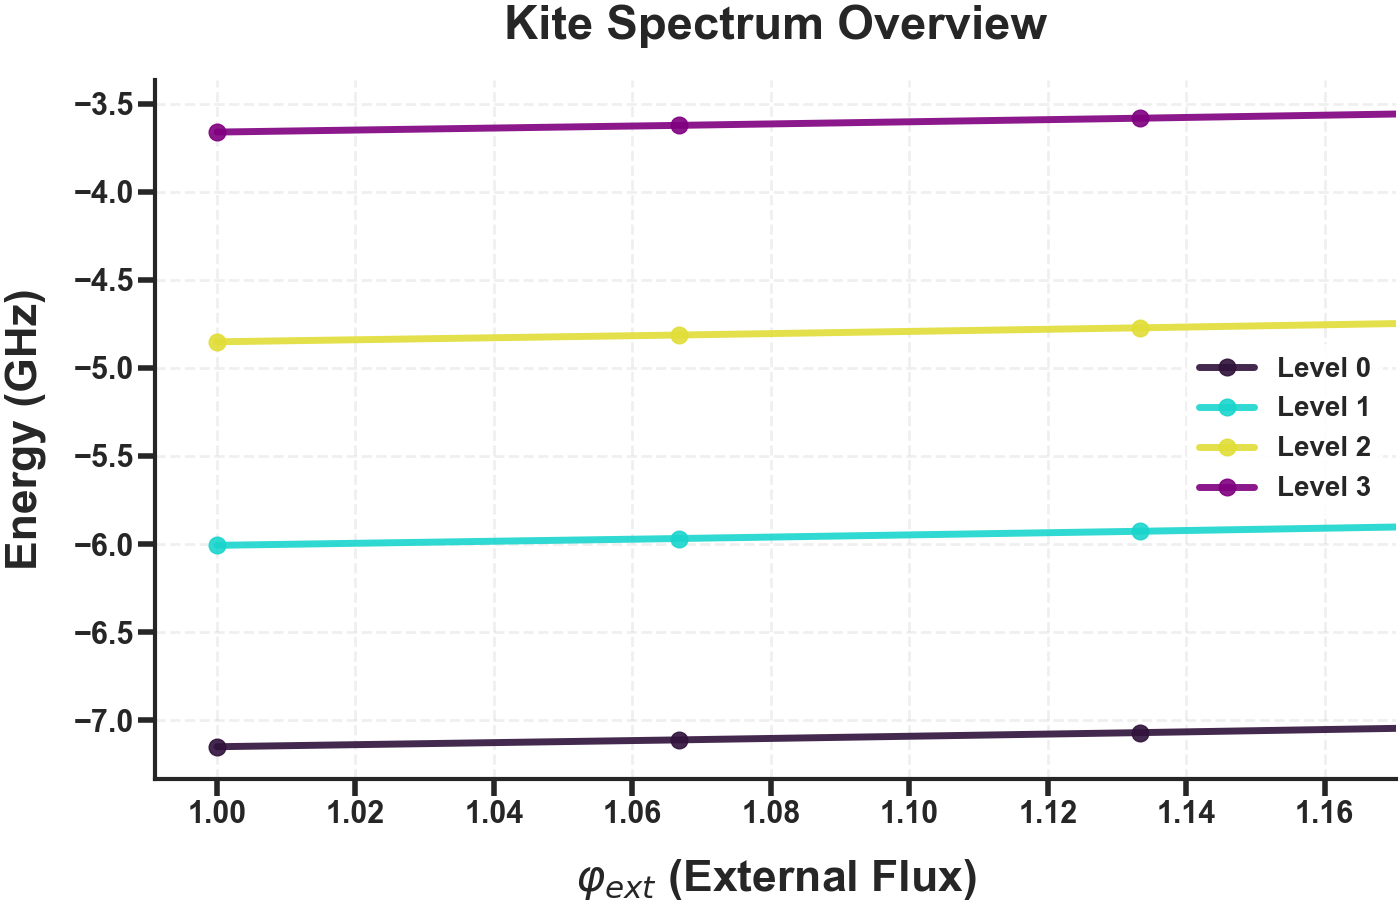 Kite Spectrum Overview
Energy (GHz)
−3.5
−4.0
−4.5
−5.0
−5.5
−6.0
−6.5
−7.0
Level 0
Level 1
Level 2
Level 3
1.00 1.02 1.04 1.06 1.08 1.10 1.12 1.14 1.16
φext (External Flux)